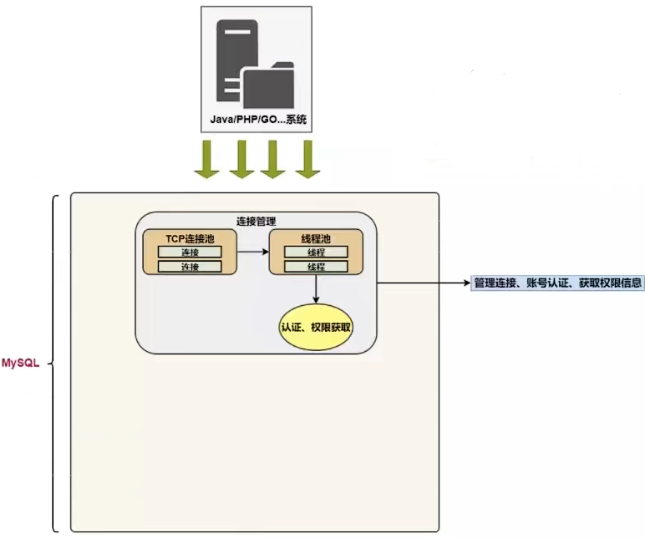 Java/PHP/GO...系统
连接管理
TCP连接池
连接
连接
线程池
线程
线程
认证、权限获取
管理连接、账号认证、获取权限信息
MySQL